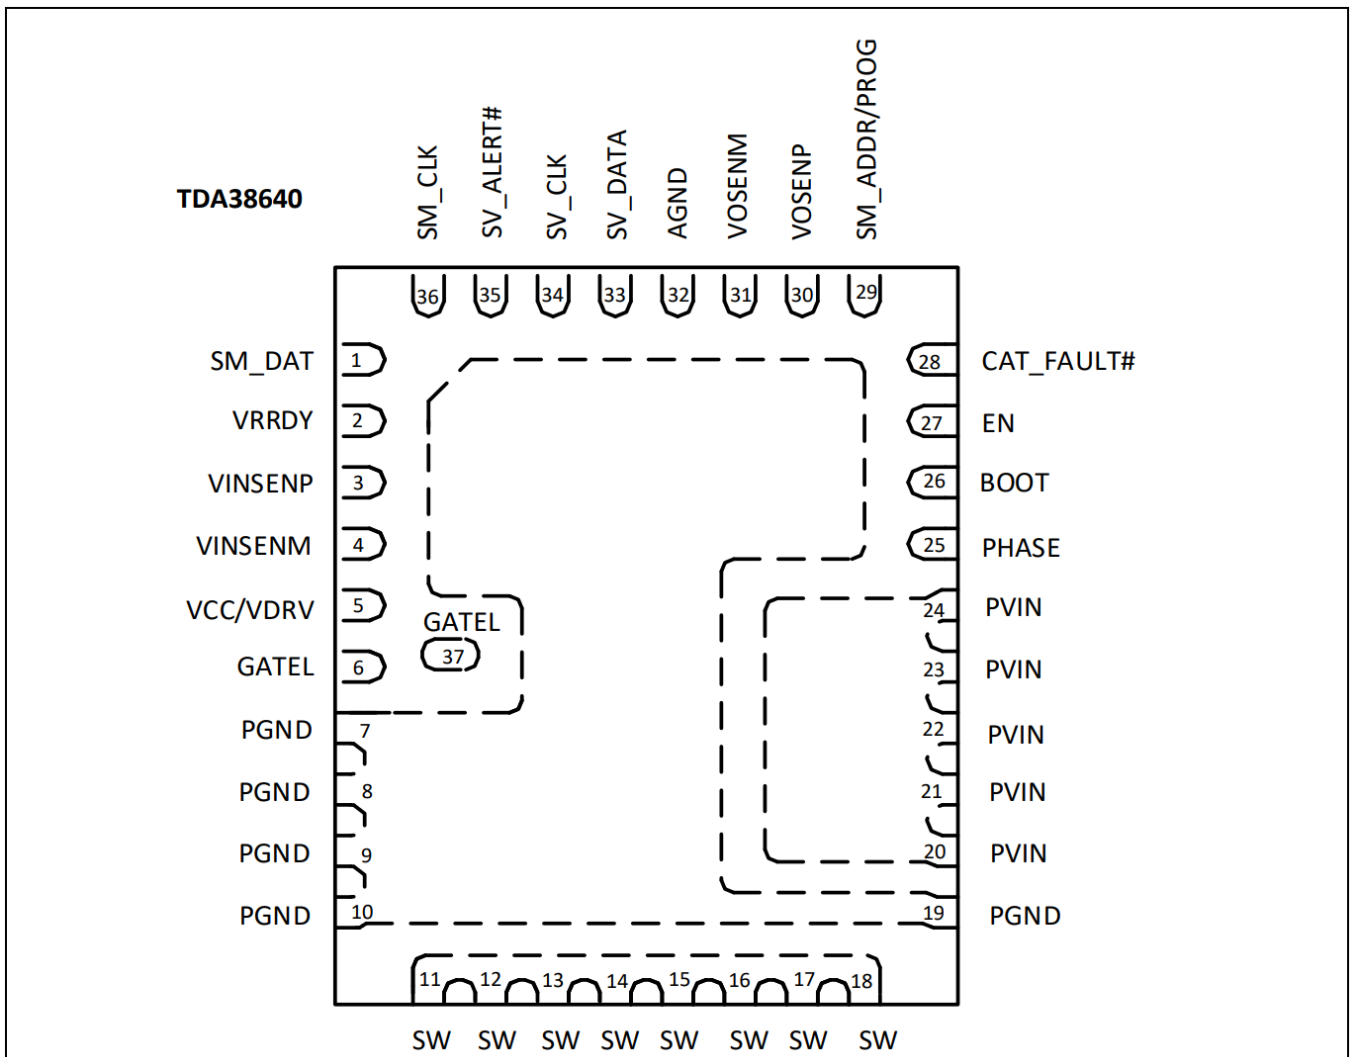 TDA38640
SM_CLK
SV_ALERT#
SV_CLK
SV_DATA
AGND
VOSENM
VOSENP
SM_ADDR/PROG
36 35 34 33 32 31 30 29
SM_DAT 1 28 CAT_FAULT#
VRRDY 2 27 EN
VINSENP 3 26 BOOT
VINSENM 4 25 PHASE
VCC/VDRV 5 24 PVIN
GATEL
37
GATEL 6 23 PVIN
PGND 7 22 PVIN
PGND 8 21 PVIN
PGND 9 20 PVIN
PGND 10 19 PGND
11 12 13 14 15 16 17 18
SW SW SW SW SW SW SW SW